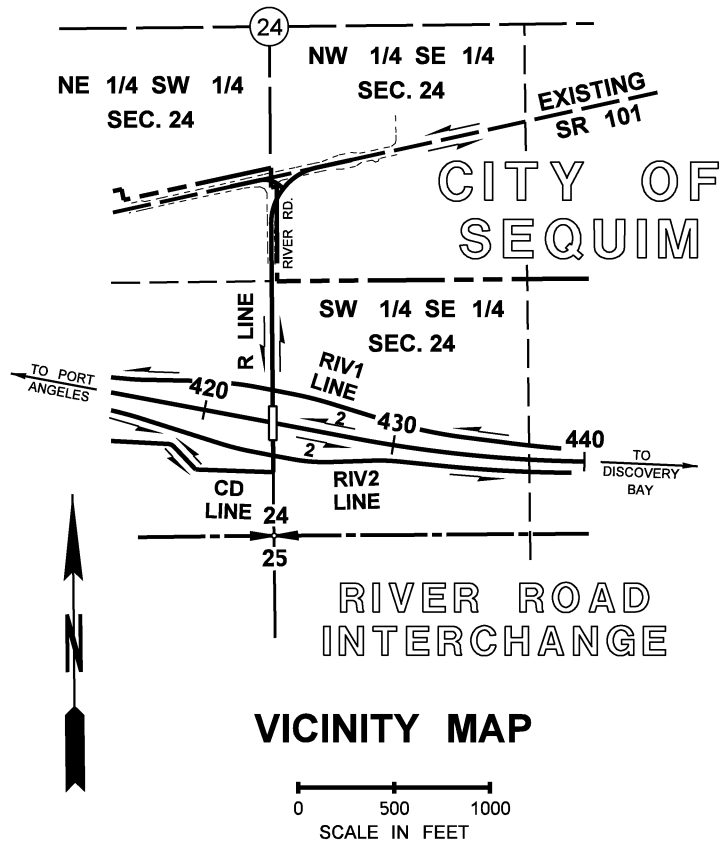 24
NW 1/4 SE 1/4
SEC. 24
NE 1/4 SW 1/4
SEC. 24
EXISTING
SR 101
CITY OF
SEQUIM
RIVER RD.
R LINE
SW 1/4 SE 1/4
SEC. 24
RIV1
LINE
TO PORT
ANGELES
420
2
430
440
2
TO
DISCOVERY
BAY
CD
LINE
RIV2
LINE
24
25
RIVER ROAD
INTERCHANGE
N
VICINITY MAP
0 500 1000
SCALE IN FEET